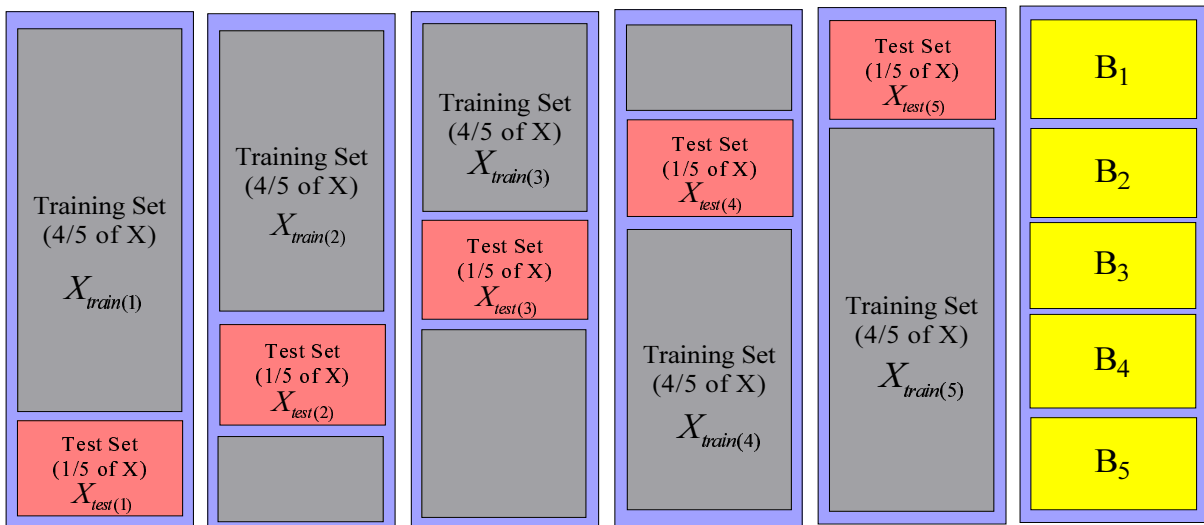 Training Set
(4/5 of X)
X_train(1)
Test Set
(1/5 of X)
X_test(1)
Training Set
(4/5 of X)
X_train(2)
Test Set
(1/5 of X)
X_test(2)
Training Set
(4/5 of X)
X_train(3)
Test Set
(1/5 of X)
X_test(3)
Test Set
(1/5 of X)
X_test(4)
Training Set
(4/5 of X)
X_train(4)
Test Set
(1/5 of X)
X_test(5)
Training Set
(4/5 of X)
X_train(5)
B1
B2
B3
B4
B5